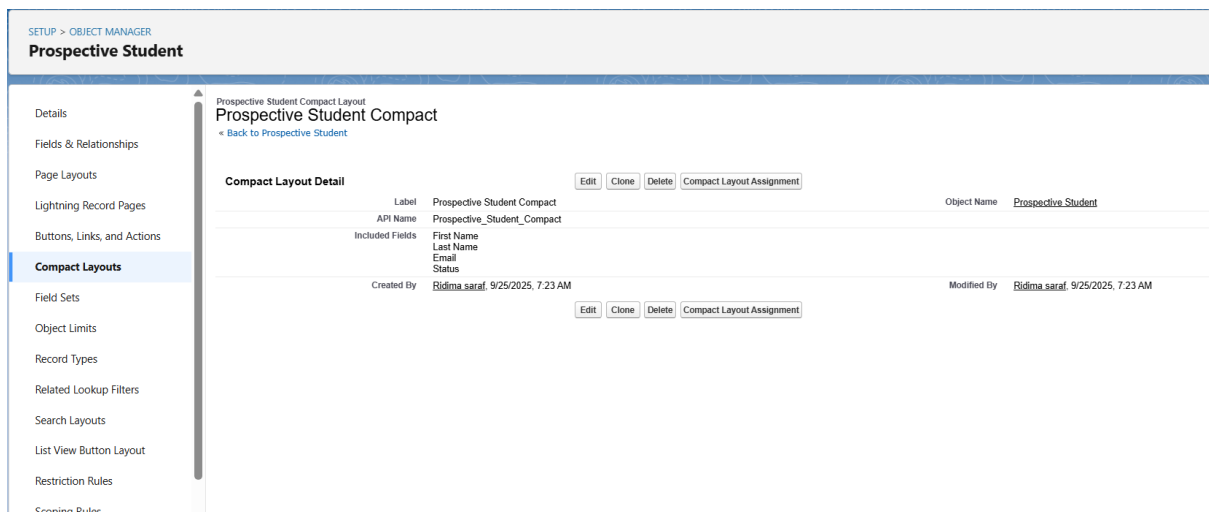 SETUP > OBJECT MANAGER
Prospective Student
Details
Fields & Relationships
Page Layouts
Lightning Record Pages
Buttons, Links, and Actions
Compact Layouts
Field Sets
Object Limits
Record Types
Related Lookup Filters
Search Layouts
List View Button Layout
Restriction Rules
Scoping Rules
Prospective Student Compact Layout
Prospective Student Compact
« Back to Prospective Student
Compact Layout Detail Edit Clone Delete Compact Layout Assignment
Label Prospective Student Compact Object Name Prospective Student
API Name Prospective_Student_Compact
Included Fields First Name
Last Name
Email
Status
Created By Ridima saraf, 9/25/2025, 7:23 AM Modified By Ridima saraf, 9/25/2025, 7:23 AM
Edit Clone Delete Compact Layout Assignment